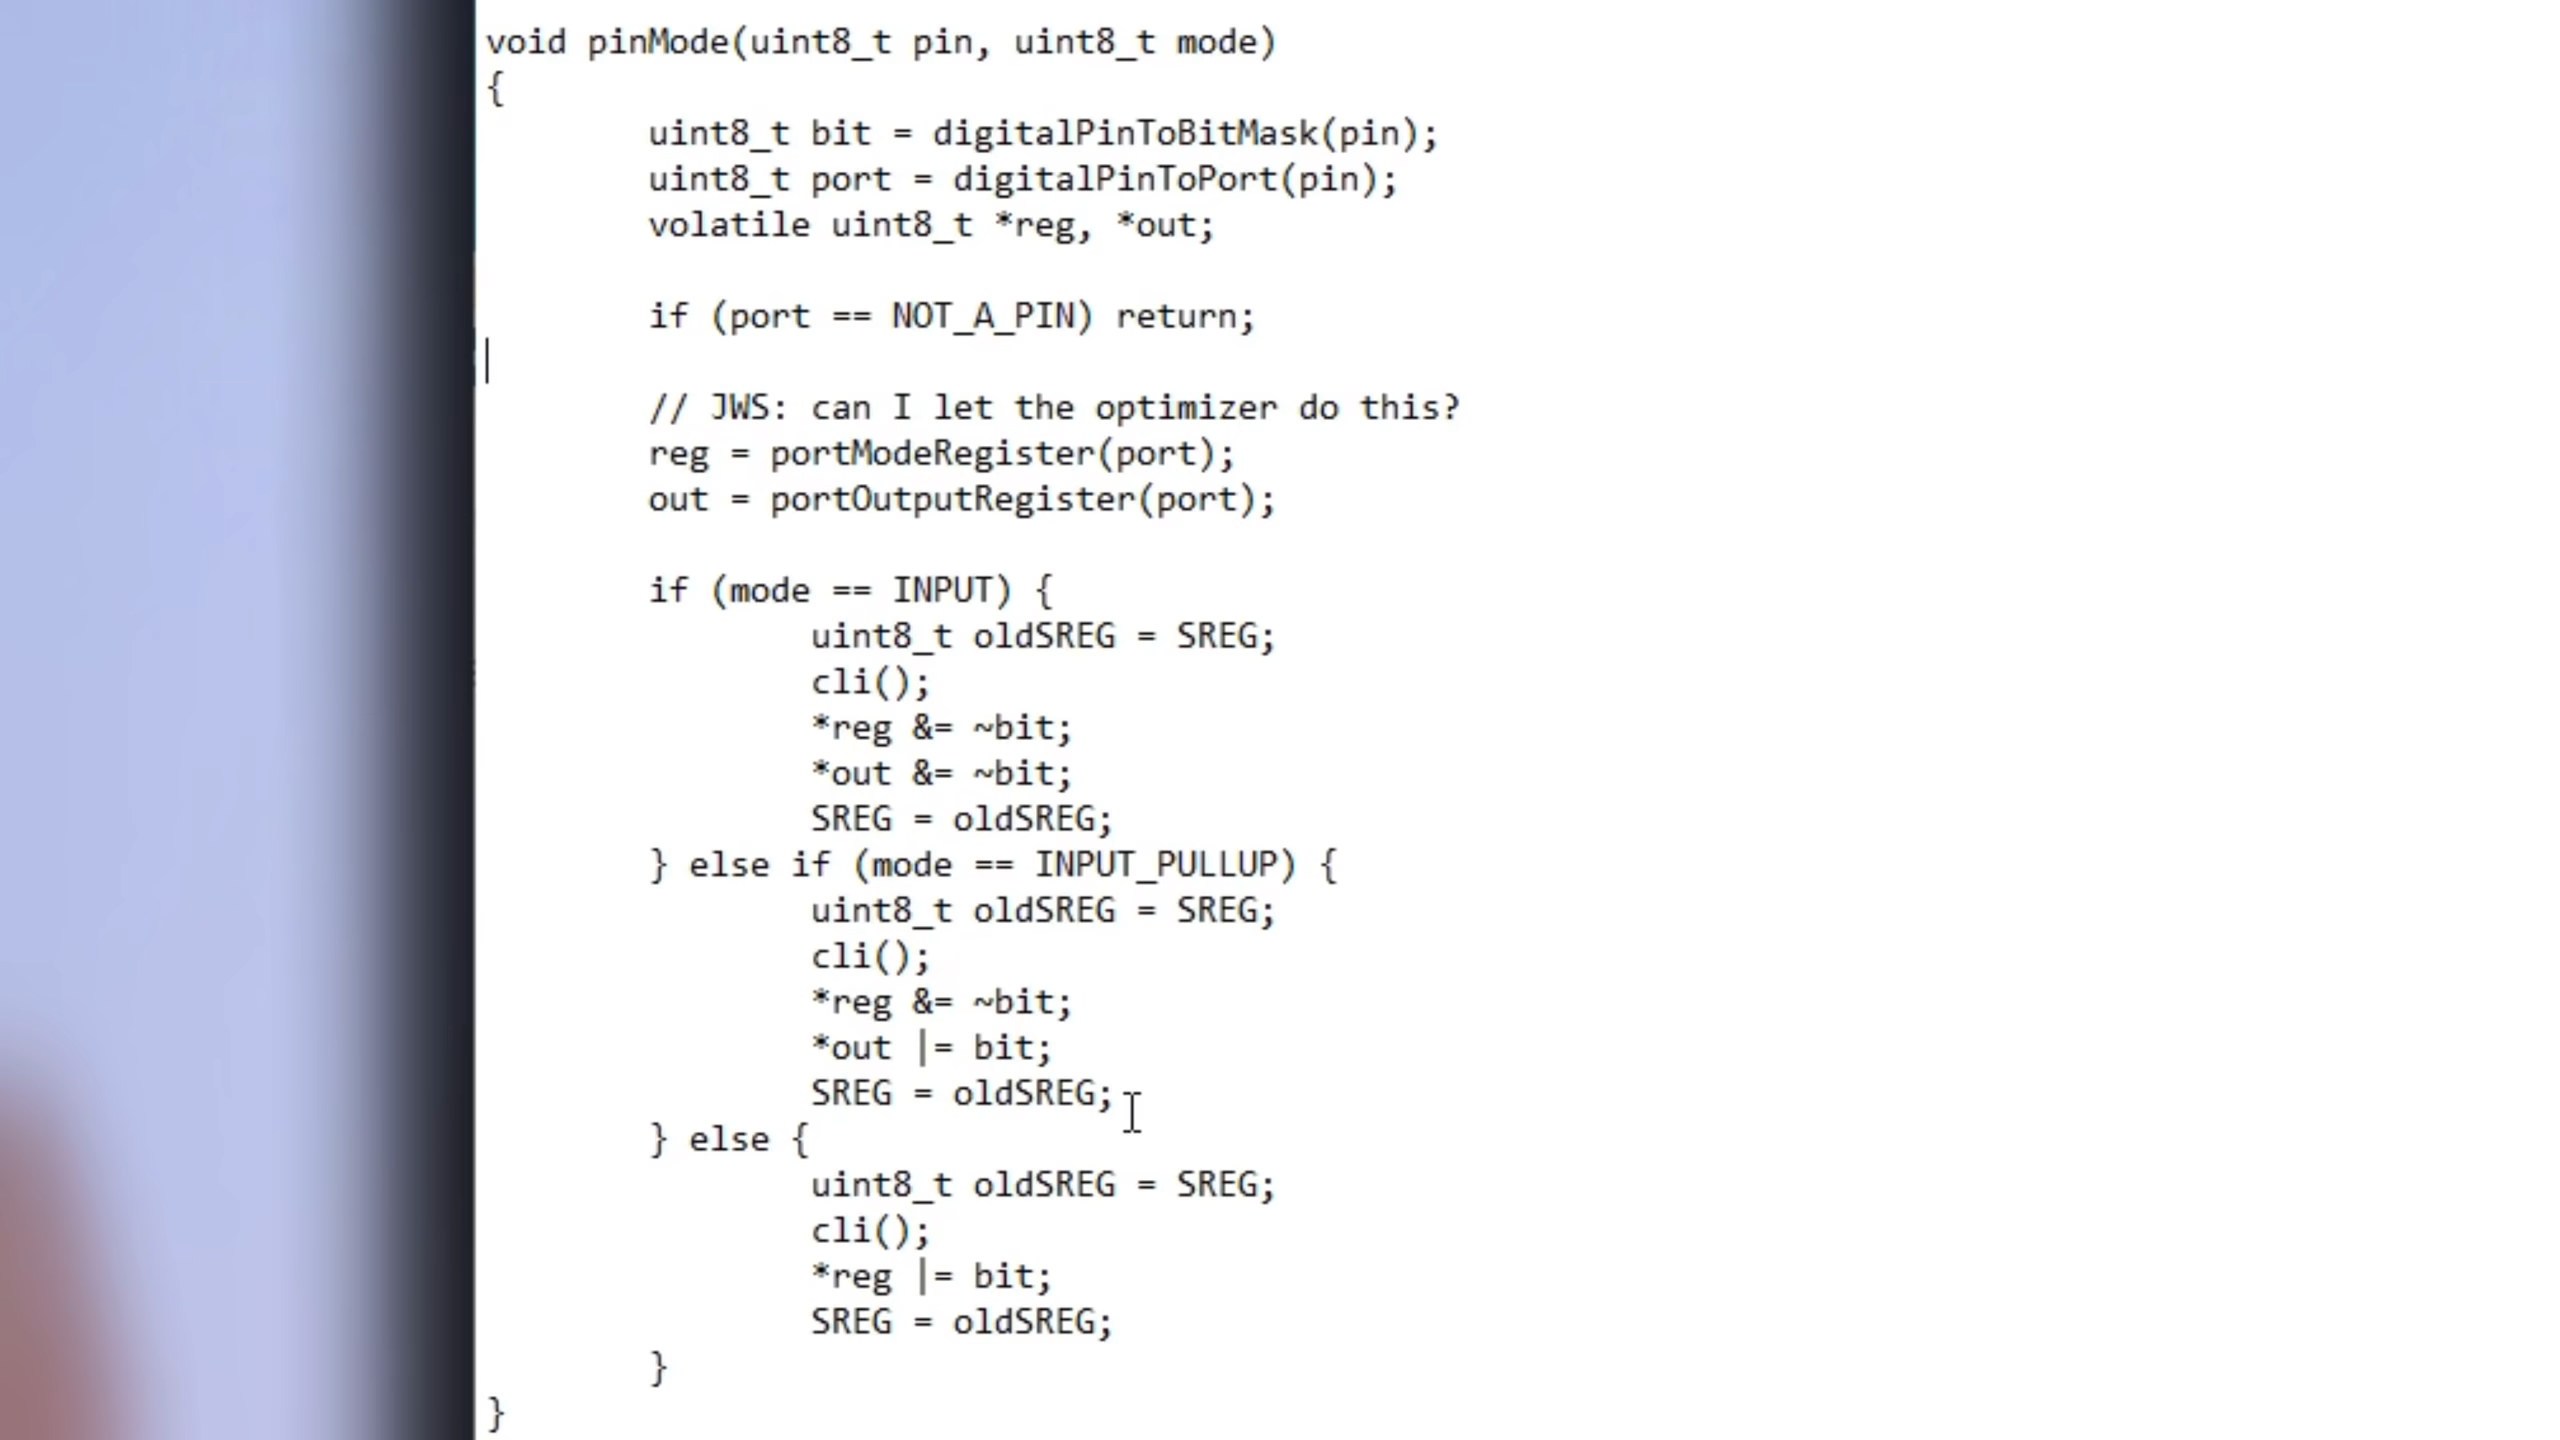 void pinMode(uint8_t pin, uint8_t mode)
{
uint8_t bit = digitalPinToBitMask(pin);
uint8_t port = digitalPinToPort(pin);
volatile uint8_t *reg, *out;
if (port == NOT_A_PIN) return;
// JWS: can I let the optimizer do this?
reg = portModeRegister(port);
out = portOutputRegister(port);
if (mode == INPUT) {
uint8_t oldSREG = SREG;
cli();
*reg &= ~bit;
*out &= ~bit;
SREG = oldSREG;
} else if (mode == INPUT_PULLUP) {
uint8_t oldSREG = SREG;
cli();
*reg &= ~bit;
*out |= bit;
SREG = oldSREG;
} else {
uint8_t oldSREG = SREG;
cli();
*reg |= bit;
SREG = oldSREG;
}
}